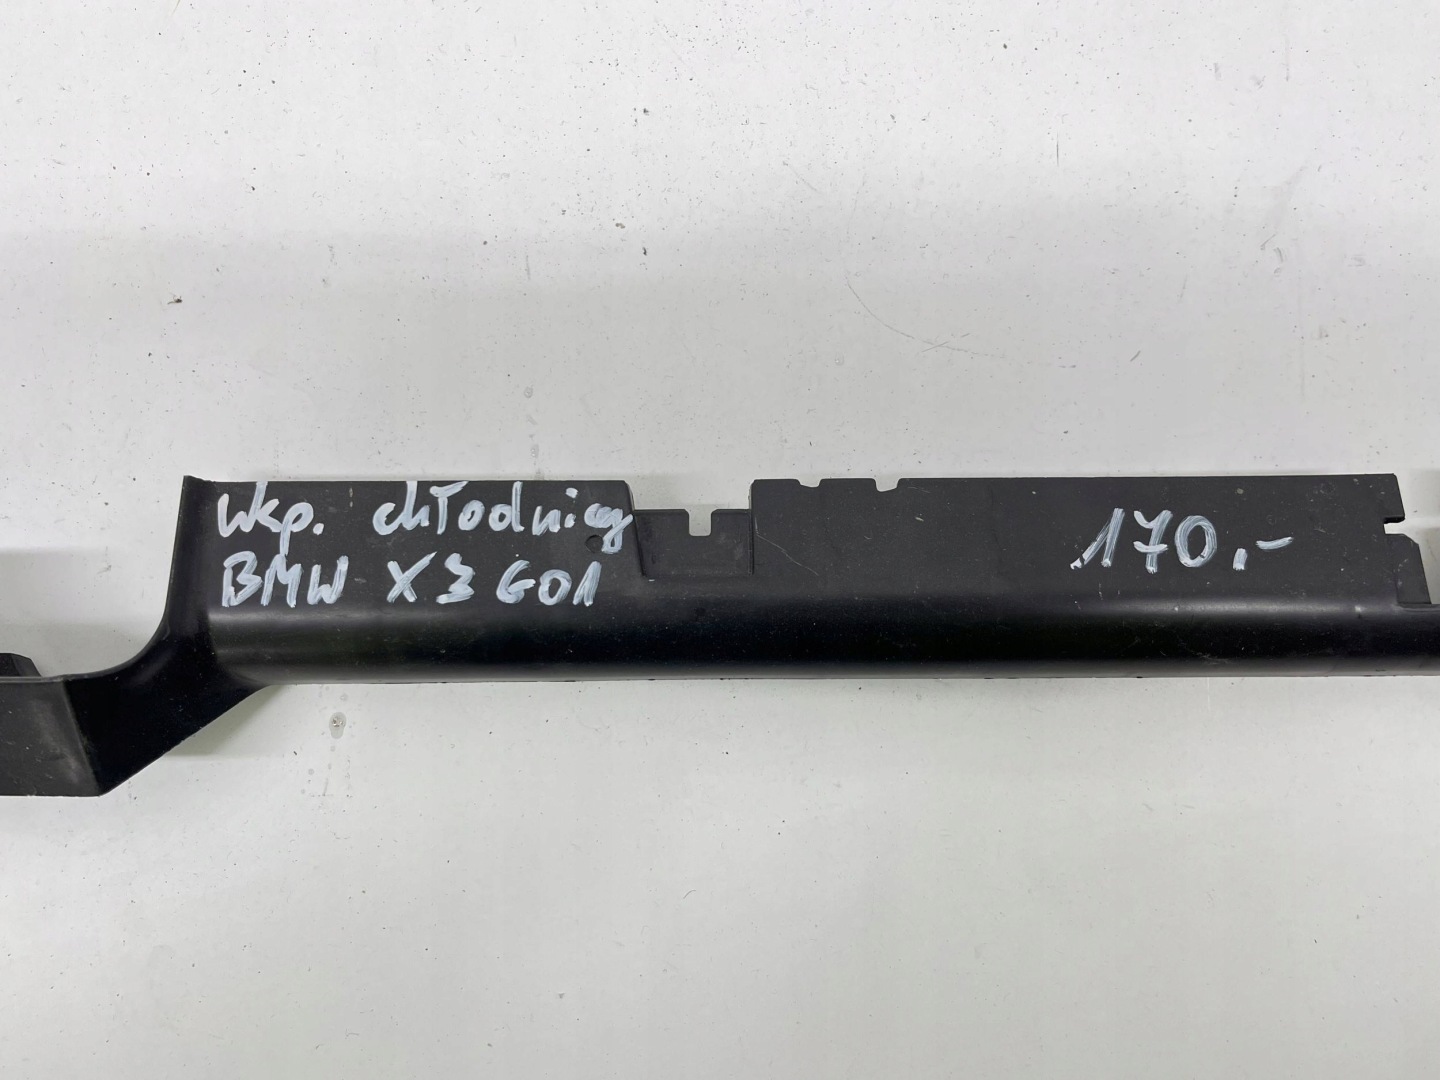 Wkp. chłodnicy
BMW X3 G01
170,-